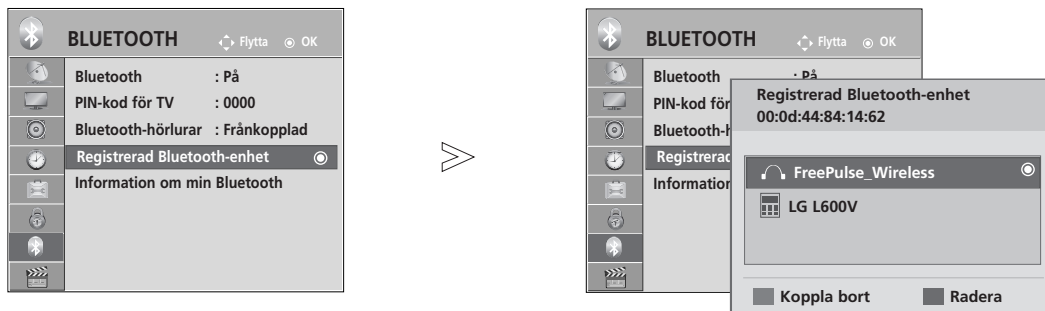 BLUETOOTH Flytta OK
Bluetooth : På
PIN-kod för TV : 0000
Bluetooth-hörlurar : Frånkopplad
Registrerad Bluetooth-enhet
Information om min Bluetooth
BLUETOOTH Flytta OK
Bluetooth : På
PIN-kod för
Bluetooth-h
Registrerad
Information
Registrerad Bluetooth-enhet
00:0d:44:84:14:62
FreePulse_Wireless
LG L600V
Koppla bort Radera